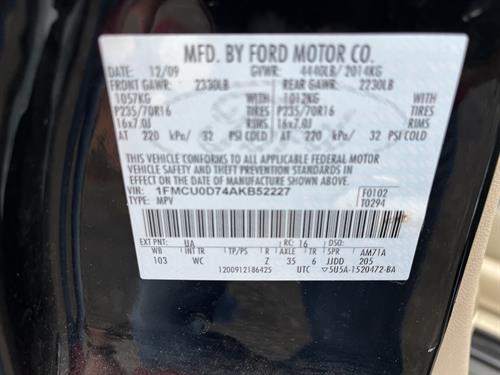 MFD. BY FORD MOTOR CO.
DATE: 12/09 GVWR: 4440LB/ 2014KG
FRONT GAWR: 2230LB REAR GAWR: 2230LB
1057KG WITH 1012KG WITH
P235/70R16 TIRES P235/70R16 TIRES
16x7.0J RIMS 16x7.0J RIMS
AT 220 kPa/ 32 PSI COLD AT 220 kPa/ 32 PSI COLD
THIS VEHICLE CONFORMS TO ALL APPLICABLE FEDERAL MOTOR
VEHICLE SAFETY AND THEFT PREVENTION STANDARDS IN
EFFECT ON THE DATE OF MANUFACTURE SHOWN ABOVE.
VIN: 1FMCU0D74AKB52227 F0102
TYPE: MPV T0294
EXT PNT: UA RC: 16 DSO:
WB INT TR TP/PS R AXLE TR SPR AM71A
103 WC Z 35 6 JJDD 205
1200912186425 UTC ▽5U5A-1520472-BA